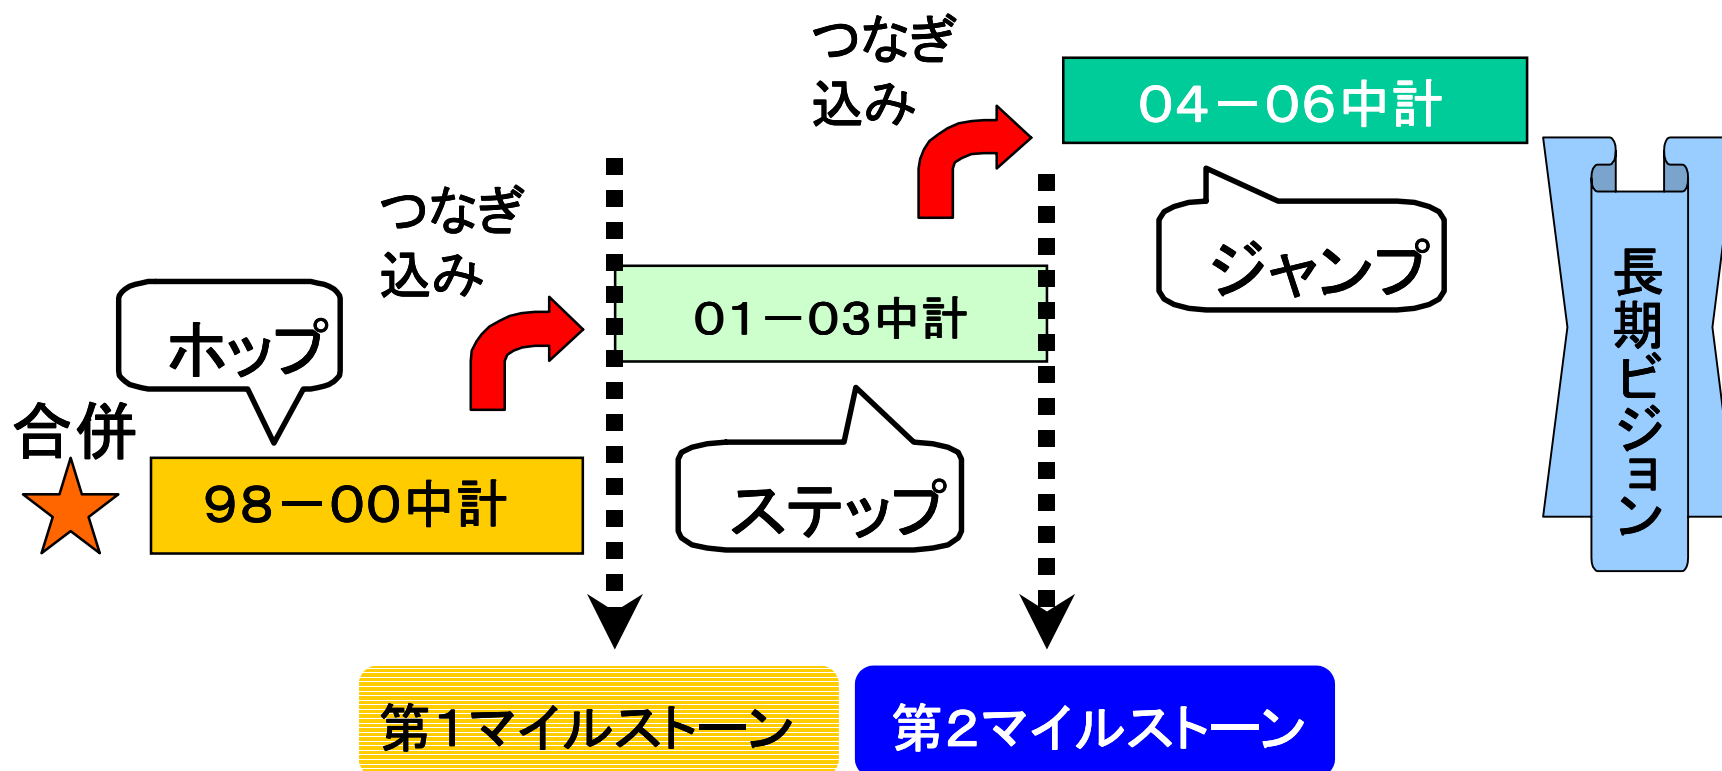 つなぎ
込み
04－06中計
つなぎ
込み
ジャンプ
長期ビジョン
01－03中計
ホップ
合併
98－00中計
ステップ
第1マイルストーン
第2マイルストーン